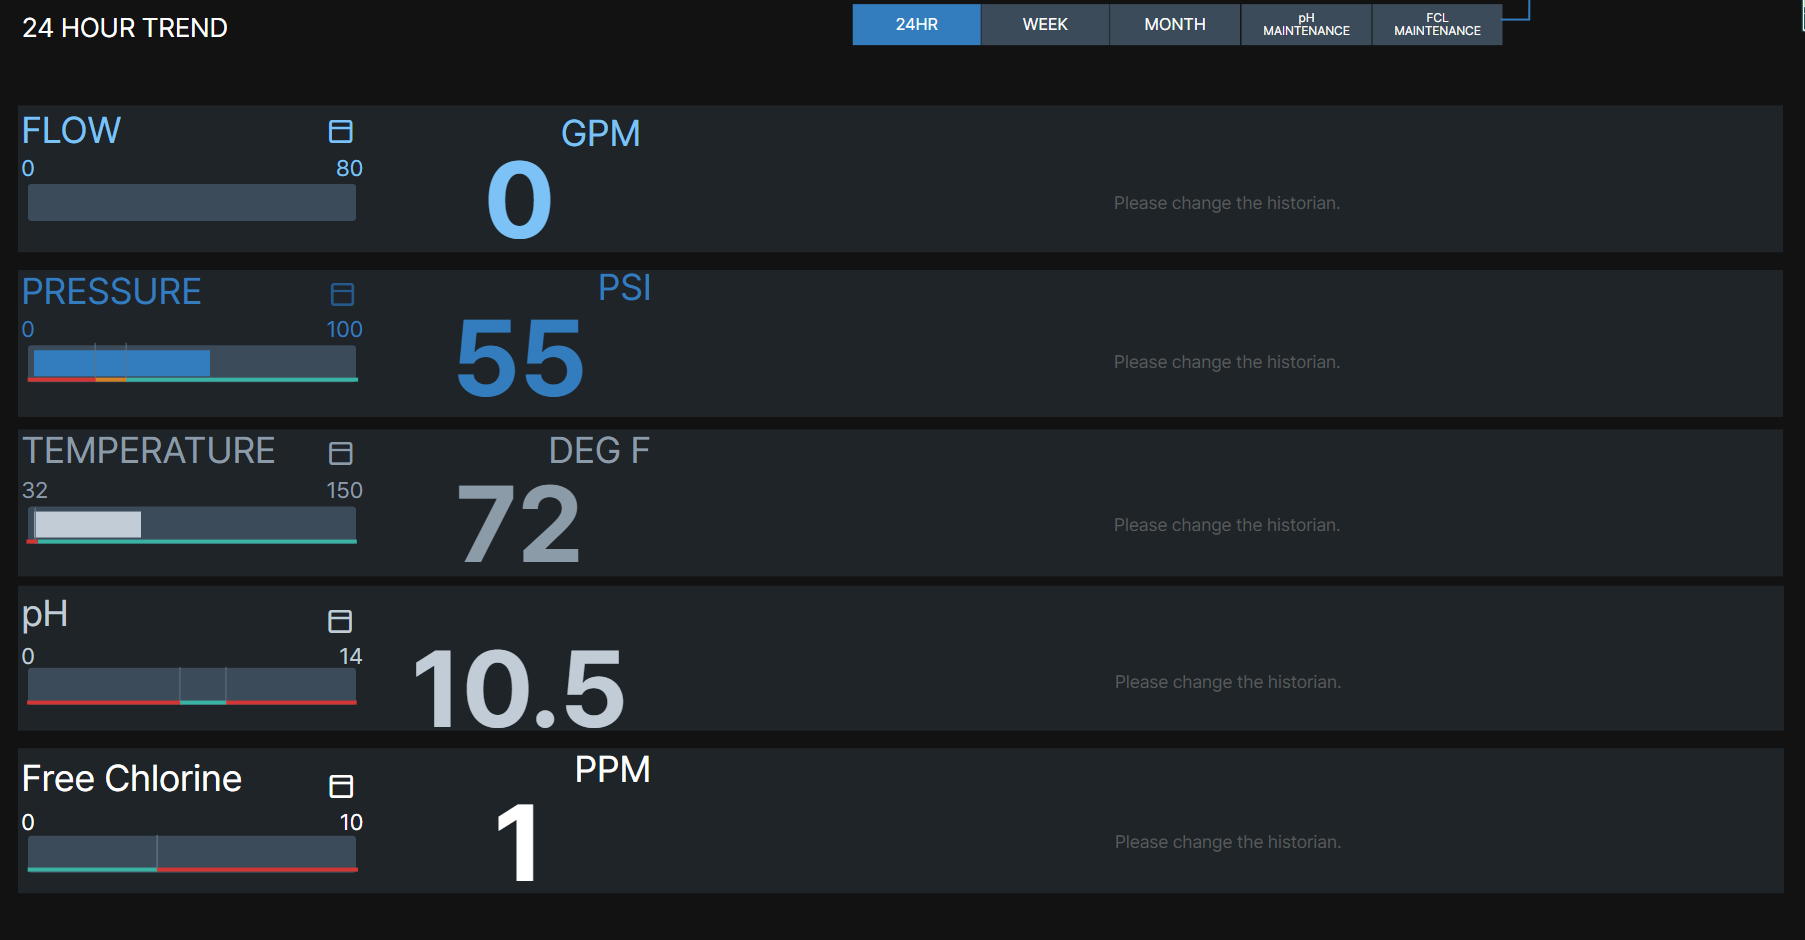 24 HOUR TREND
24HR
WEEK
MONTH
pH
MAINTENANCE
FCL
MAINTENANCE
FLOW
GPM
0
80
0
Please change the historian.
PRESSURE
PSI
0
100
55
Please change the historian.
TEMPERATURE
DEG F
32
150
72
Please change the historian.
pH
0
14
10.5
Please change the historian.
Free Chlorine
PPM
0
10
1
Please change the historian.